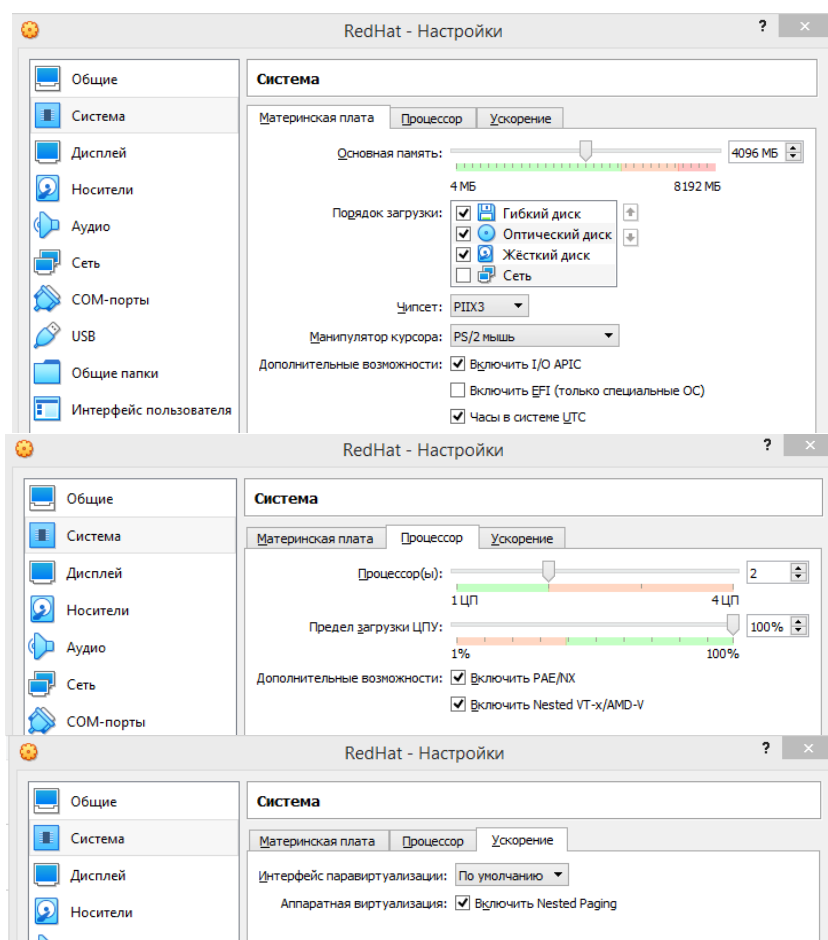 RedHat - Настройки ?
Общие
Система
Дисплей
Носители
Аудио
Сеть
COM-порты
USB
Общие папки
Интерфейс пользователя
Система
Материнская плата Процессор Ускорение
Основная память: 4096 МБ
4 МБ 8192 МБ
Порядок загрузки: Гибкий диск
Оптический диск
Жёсткий диск
Сеть
Чипсет: PIIX3
Манипулятор курсора: PS/2 мышь
Дополнительные возможности: Включить I/O APIC
Включить EFI (только специальные ОС)
Часы в системе UTC
RedHat - Настройки ?
Общие
Система
Дисплей
Носители
Аудио
Сеть
COM-порты
Система
Материнская плата Процессор Ускорение
Процессор(ы): 2
1 ЦП 4 ЦП
Предел загрузки ЦПУ: 100%
1% 100%
Дополнительные возможности: Включить PAE/NX
Включить Nested VT-x/AMD-V
RedHat - Настройки ?
Общие
Система
Дисплей
Носители
Система
Материнская плата Процессор Ускорение
Интерфейс паравиртуализации: По умолчанию
Аппаратная виртуализация: Включить Nested Paging